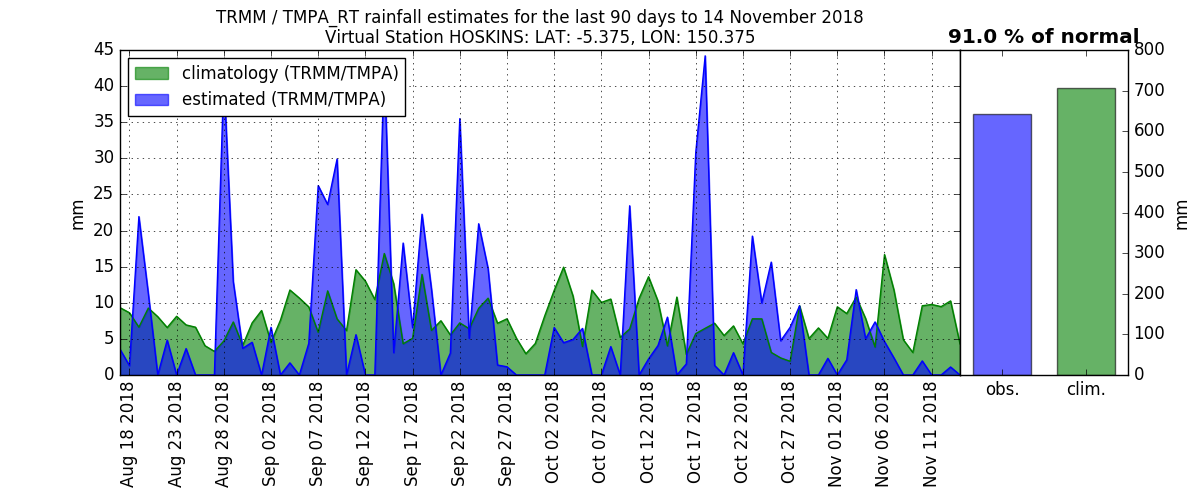 TRMM / TMPA_RT rainfall estimates for the last 90 days to 14 November 2018
Virtual Station HOSKINS: LAT: -5.375, LON: 150.375
91.0 % of normal
climatology (TRMM/TMPA)
estimated (TRMM/TMPA)
mm
45
40
35
30
25
20
15
10
5
0
Aug 18 2018
Aug 23 2018
Aug 28 2018
Sep 02 2018
Sep 07 2018
Sep 12 2018
Sep 17 2018
Sep 22 2018
Sep 27 2018
Oct 02 2018
Oct 07 2018
Oct 12 2018
Oct 17 2018
Oct 22 2018
Oct 27 2018
Nov 01 2018
Nov 06 2018
Nov 11 2018
800
700
600
500
400
300
200
100
0
mm
obs.
clim.